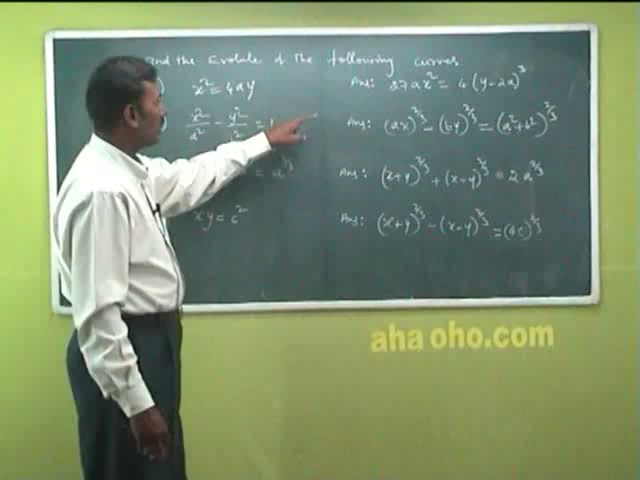 and the Evolute of The following curves
x² = 4ay Ans: 27ax² = 4(y-2a)³
x²/a² - y²/ = 1 Ans: (ax)^2/3 - (by)^2/3 = (a²+b²)^2/3
= a^2/3 Ans: (x+y)^2/3 + (x-y)^2/3 = 2a^2/3
xy = c² Ans: (x+y)^2/3 - (x-y)^2/3 = (4c)^2/3
aha oho.com